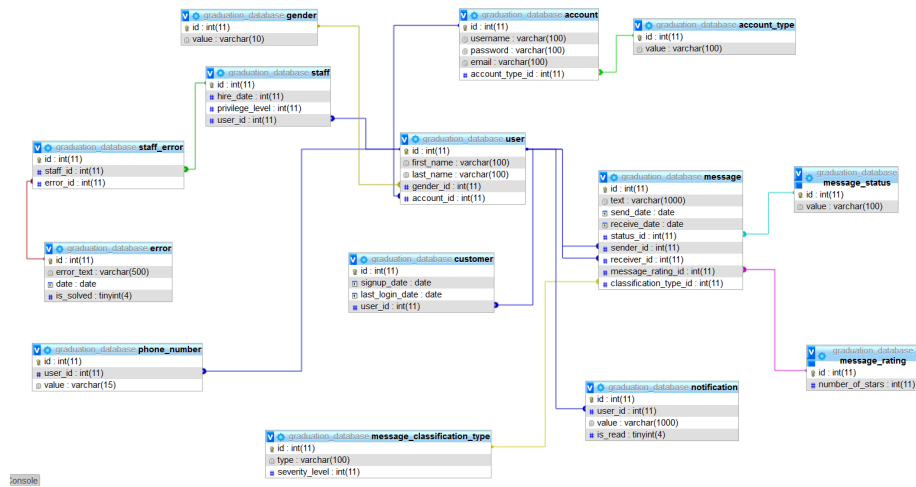 graduation_database gender
id : int(11)
value : varchar(10)
graduation_database account
id : int(11)
username : varchar(100)
password : varchar(100)
email : varchar(100)
account_type_id : int(11)
graduation_database account_type
id : int(11)
value : varchar(100)
graduation_database staff
id : int(11)
hire_date : int(11)
privilege_level : int(11)
user_id : int(11)
graduation_database staff_error
id : int(11)
staff_id : int(11)
error_id : int(11)
graduation_database user
id : int(11)
first_name : varchar(100)
last_name : varchar(100)
gender_id : int(11)
account_id : int(11)
graduation_database message
id : int(11)
text : varchar(1000)
send_date : date
receive_date : date
status_id : int(11)
sender_id : int(11)
receiver_id : int(11)
message_rating_id : int(11)
classification_type_id : int(11)
graduation_database
message_status
id : int(11)
value : varchar(100)
graduation_database error
id : int(11)
error_text : varchar(500)
date : date
is_solved : tinyint(4)
graduation_database customer
id : int(11)
signup_date : date
last_login_date : date
user_id : int(11)
graduation_database phone_number
id : int(11)
user_id : int(11)
value : varchar(15)
graduation_database
message_rating
id : int(11)
number_of_stars : int(11)
graduation_database notification
id : int(11)
user_id : int(11)
value : varchar(1000)
is_read : tinyint(4)
graduation_database message_classification_type
id : int(11)
type : varchar(100)
severity_level : int(11)
Console